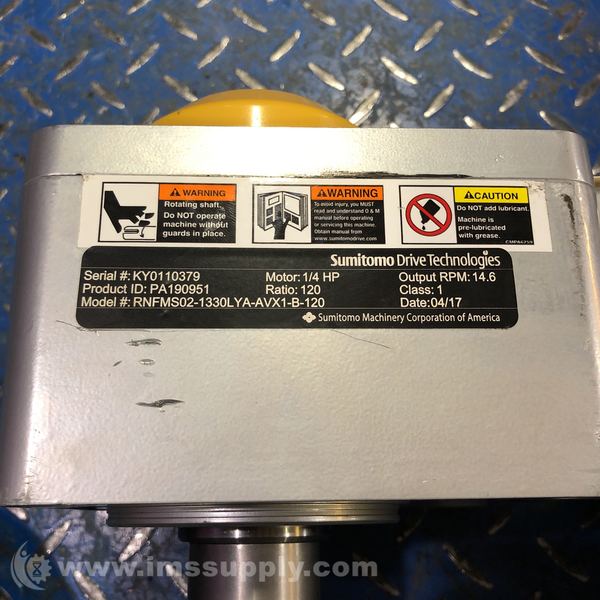 WARNING
Rotating shaft.
Do NOT operate
machine without
guards in place.
WARNING
To avoid injury, you MUST
read and understand O & M
manual before operating
or servicing this machine.
Obtain manual from
www.sumitomodrive.com
CAUTION
Do NOT add lubricant.
Machine is
pre-lubricated
with grease.
Sumitomo Drive Technologies
Serial #: KY0110379 Motor: 1/4 HP Output RPM: 14.6
Product ID: PA190951 Ratio: 120 Class: 1
Model #: RNFMS02-1330LYA-AVX1-B-120 Date:04/17
Sumitomo Machinery Corporation of America
www.imssupply.com